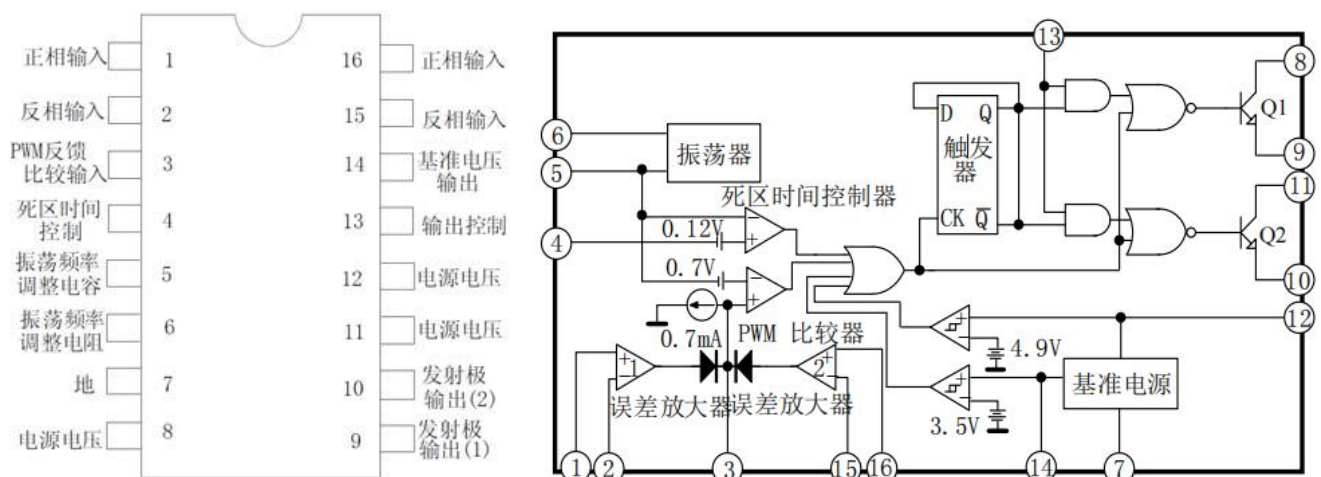 正相输入
1
16
正相输入
反相输入
2
15
反相输入
PWM反馈
比较输入
3
14
基准电压
输出
死区时间
控制
4
13
输出控制
振荡频率
调整电容
5
12
电源电压
振荡频率
调整电阻
6
11
电源电压
地
7
10
发射极
输出(2)
电源电压
8
9
发射极
输出(1)
13
8
6
5
振荡器
D Q
触发
器
CK Q̅
Q1
9
死区时间控制器
11
4
0.12V
−
+
Q2
0.7V
−
+
10
12
0.7mA
PWM 比较器
+
−
4.9V
+
1
−
+
2
−
误差放大器
误差放大器
+
−
3.5V
基准电源
1
2
3
15
16
14
7